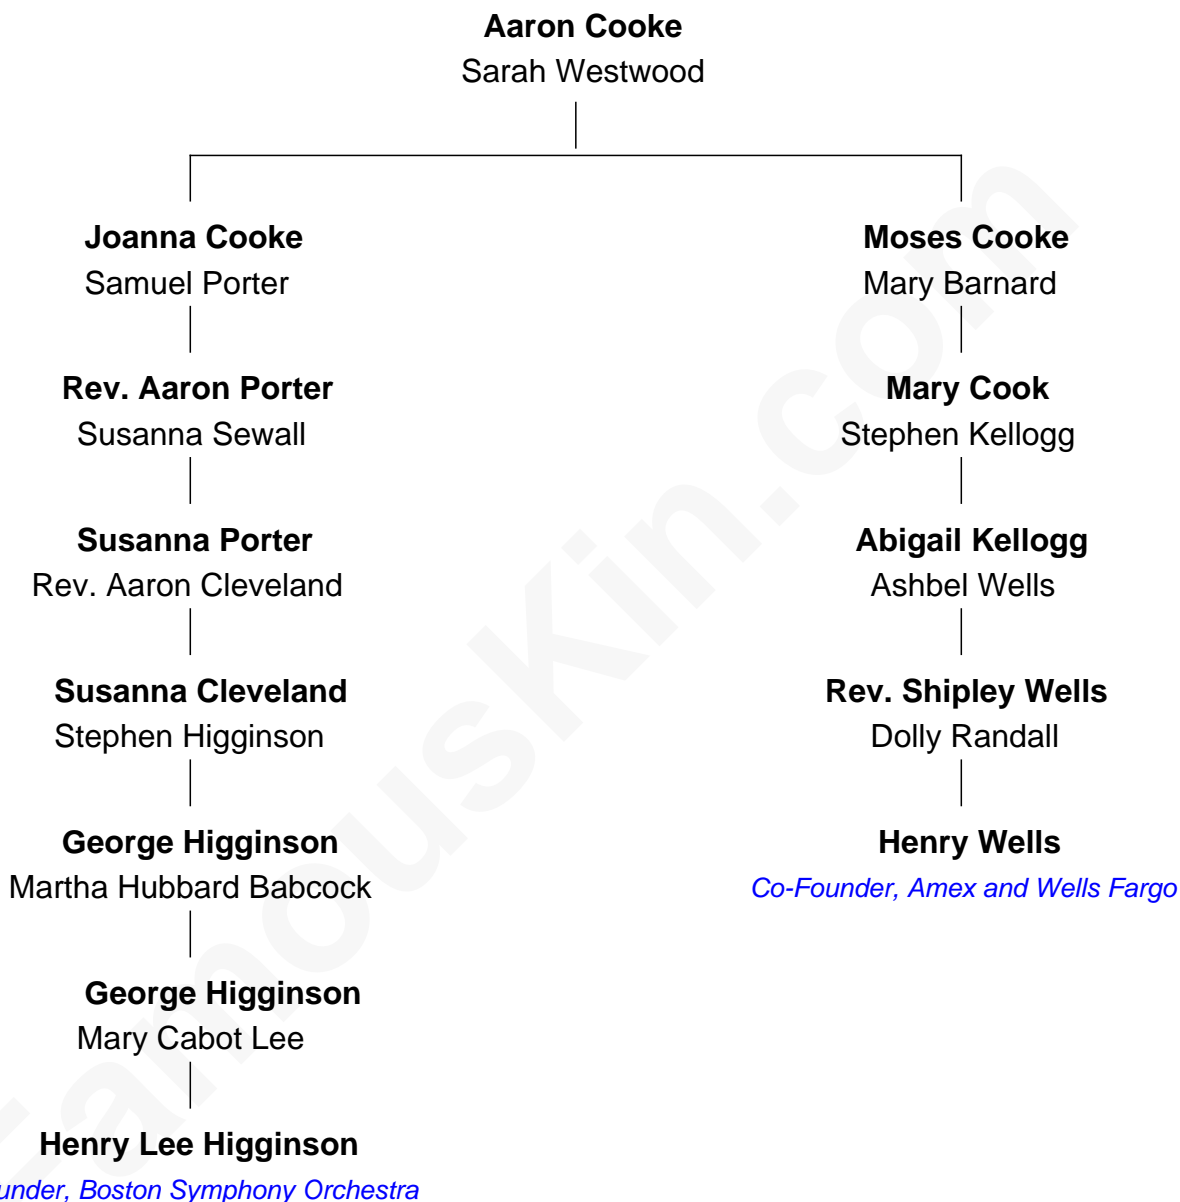 Aaron Cooke
Sarah Westwood
Joanna Cooke
Samuel Porter
Rev. Aaron Porter
Susanna Sewall
Susanna Porter
Rev. Aaron Cleveland
Susanna Cleveland
Stephen Higginson
George Higginson
Martha Hubbard Babcock
George Higginson
Mary Cabot Lee
Henry Lee Higginson
under, Boston Symphony Orchestra
Moses Cooke
Mary Barnard
Mary Cook
Stephen Kellogg
Abigail Kellogg
Ashbel Wells
Rev. Shipley Wells
Dolly Randall
Henry Wells
Co-Founder, Amex and Wells Fargo
FamousKin.com